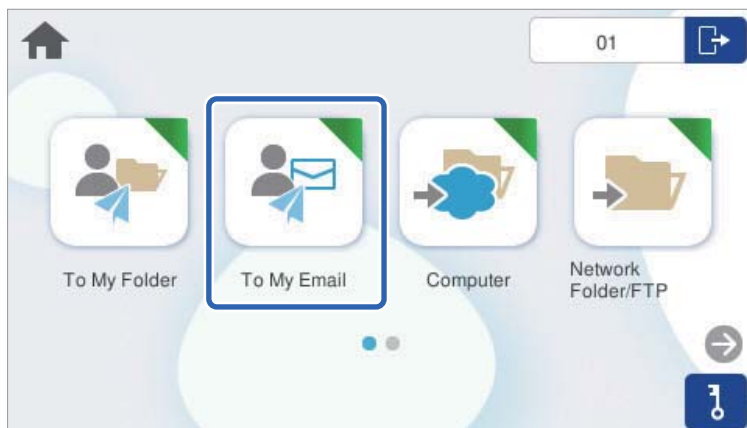 01
To My Folder
To My Email
Computer
Network
Folder/FTP